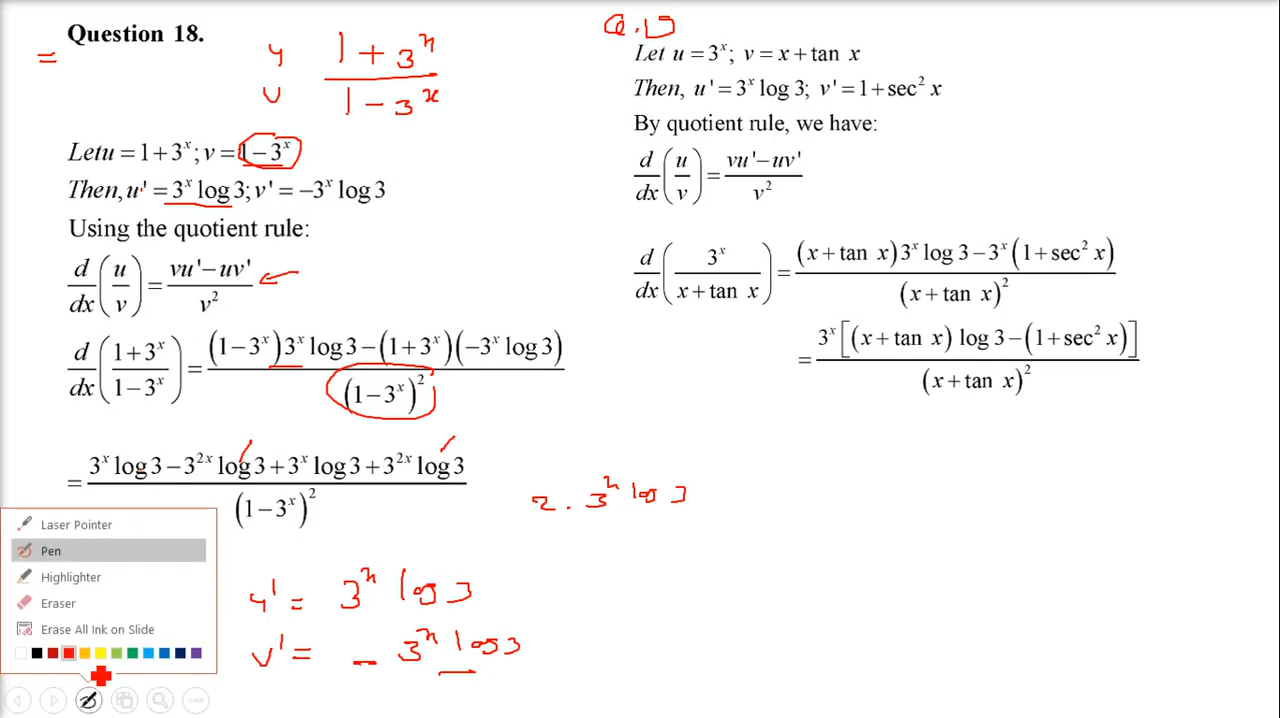 Question 18.
=
u 1 + 3^x
v 1 - 3^x
Let u = 1 + 3^x; v = 1 - 3^x
Then, u' = 3^x log 3; v' = -3^x log 3
Using the quotient rule:
d/dx (u/v) = (vu' - uv')/v^2
d/dx ((1 + 3^x)/(1 - 3^x)) = ((1 - 3^x)3^x log 3 - (1 + 3^x)(-3^x log 3))/(1 - 3^x)^2
= (3^x log 3 - 3^2x log 3 + 3^x log 3 + 3^2x log 3)/(1 - 3^x)^2
2 . 3^x log 3
u' = 3^x log 3
v' = - 3^x log 3
Laser Pointer
Pen
Highlighter
Eraser
Erase All Ink on Slide
Q. 19
Let u = 3^x; v = x + tan x
Then, u' = 3^x log 3; v' = 1 + sec^2 x
By quotient rule, we have:
d/dx (u/v) = (vu' - uv')/v^2
d/dx (3^x/(x + tan x)) = ((x + tan x)3^x log 3 - 3^x(1 + sec^2 x))/(x + tan x)^2
= 3^x[(x + tan x) log 3 - (1 + sec^2 x)]/(x + tan x)^2